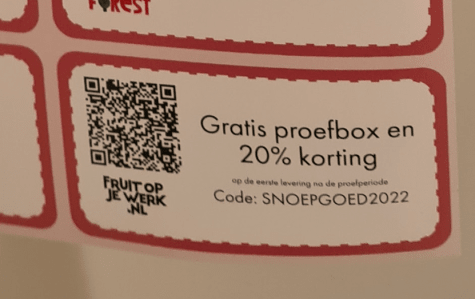 FOREST
Gratis proefbox en
20% korting
op de eerste levering na de proefperiode
Code: SNOEPGOED2022
FRUIT OP
JE WERK
.NL